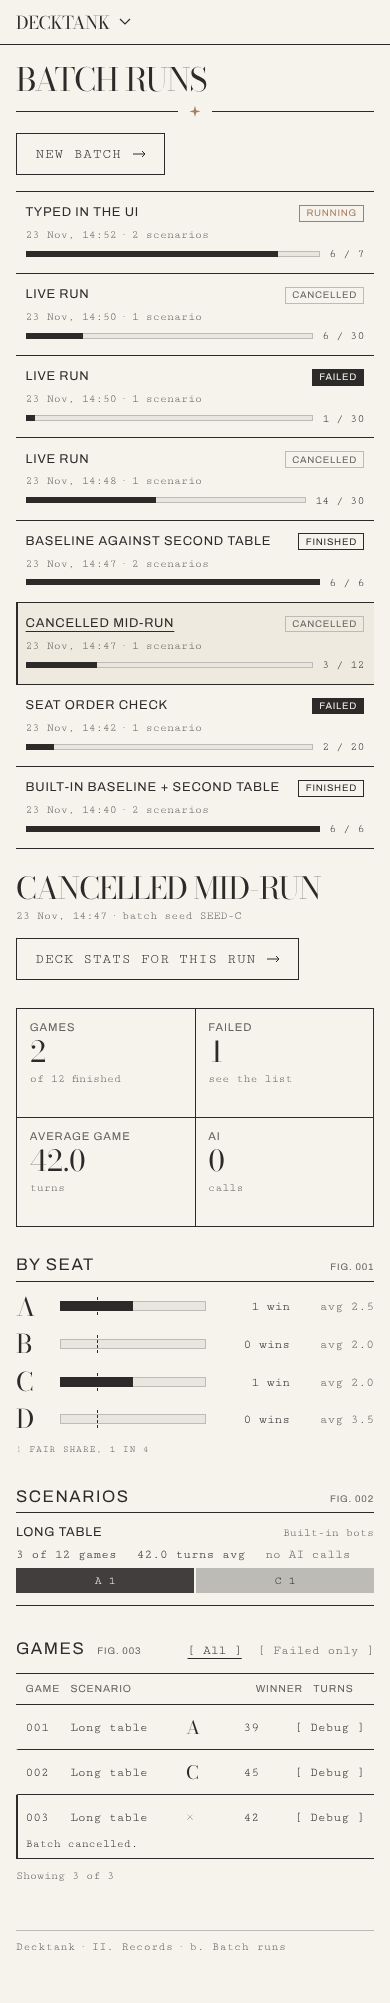 DECKTANK
BATCH RUNS
NEW BATCH →
TYPED IN THE UI RUNNING
23 Nov, 14:52 · 2 scenarios
6 / 7
LIVE RUN CANCELLED
23 Nov, 14:50 · 1 scenario
6 / 30
LIVE RUN FAILED
23 Nov, 14:50 · 1 scenario
1 / 30
LIVE RUN CANCELLED
23 Nov, 14:48 · 1 scenario
14 / 30
BASELINE AGAINST SECOND TABLE FINISHED
23 Nov, 14:47 · 2 scenarios
6 / 6
CANCELLED MID-RUN CANCELLED
23 Nov, 14:47 · 1 scenario
3 / 12
SEAT ORDER CHECK FAILED
23 Nov, 14:42 · 1 scenario
2 / 20
BUILT-IN BASELINE + SECOND TABLE FINISHED
23 Nov, 14:40 · 2 scenarios
6 / 6
CANCELLED MID-RUN
23 Nov, 14:47 · batch seed SEED-C
DECK STATS FOR THIS RUN →
GAMES
2
of 12 finished
FAILED
1
see the list
AVERAGE GAME
42.0
turns
AI
0
calls
BY SEAT FIG. 001
A 1 win avg 2.5
B 0 wins avg 2.0
C 1 win avg 2.0
D 0 wins avg 3.5
¦ FAIR SHARE, 1 IN 4
SCENARIOS FIG. 002
LONG TABLE Built-in bots
3 of 12 games 42.0 turns avg no AI calls
A 1 C 1
GAMES FIG. 003 [ All ] [ Failed only ]
GAME SCENARIO WINNER TURNS
001 Long table A 39 [ Debug ]
002 Long table C 45 [ Debug ]
003 Long table × 42 [ Debug ]
Batch cancelled.
Showing 3 of 3
Decktank · II. Records · b. Batch runs